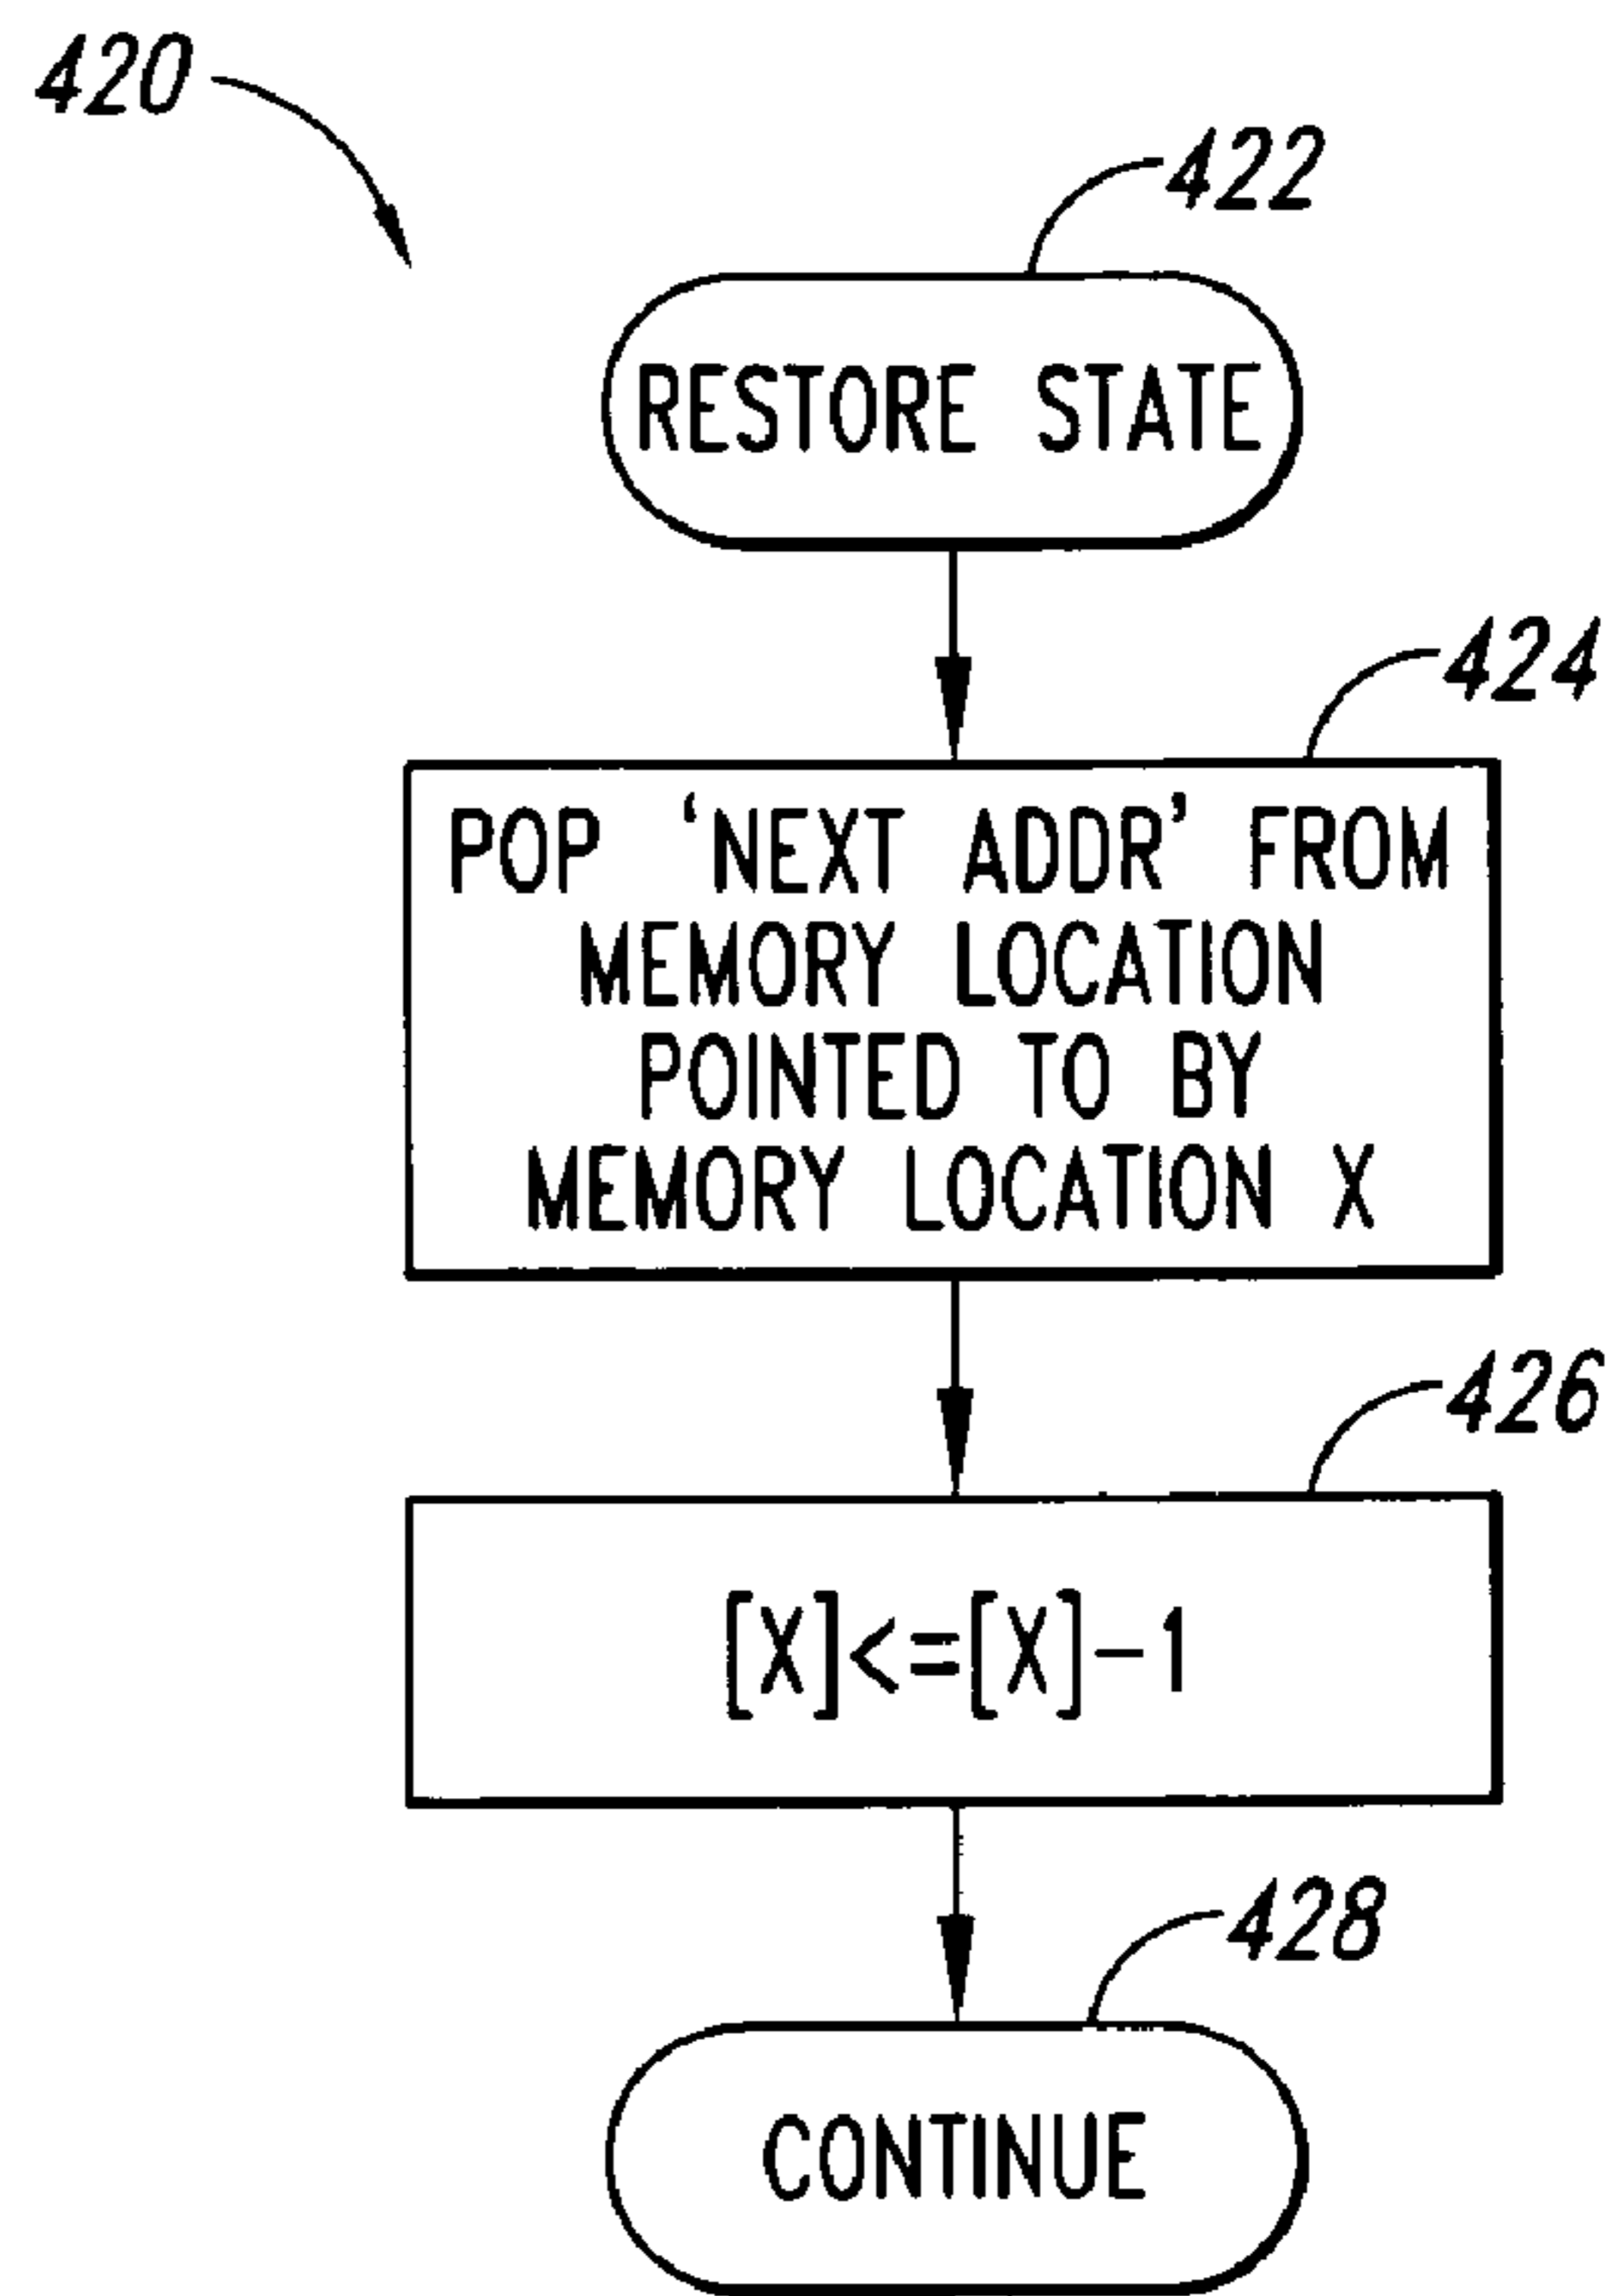 420
422
RESTORE STATE
424
POP ‘NEXT ADDR’ FROM
MEMORY LOCATION
POINTED TO BY
MEMORY LOCATION X
426
[X]<=[X]-1
428
CONTINUE